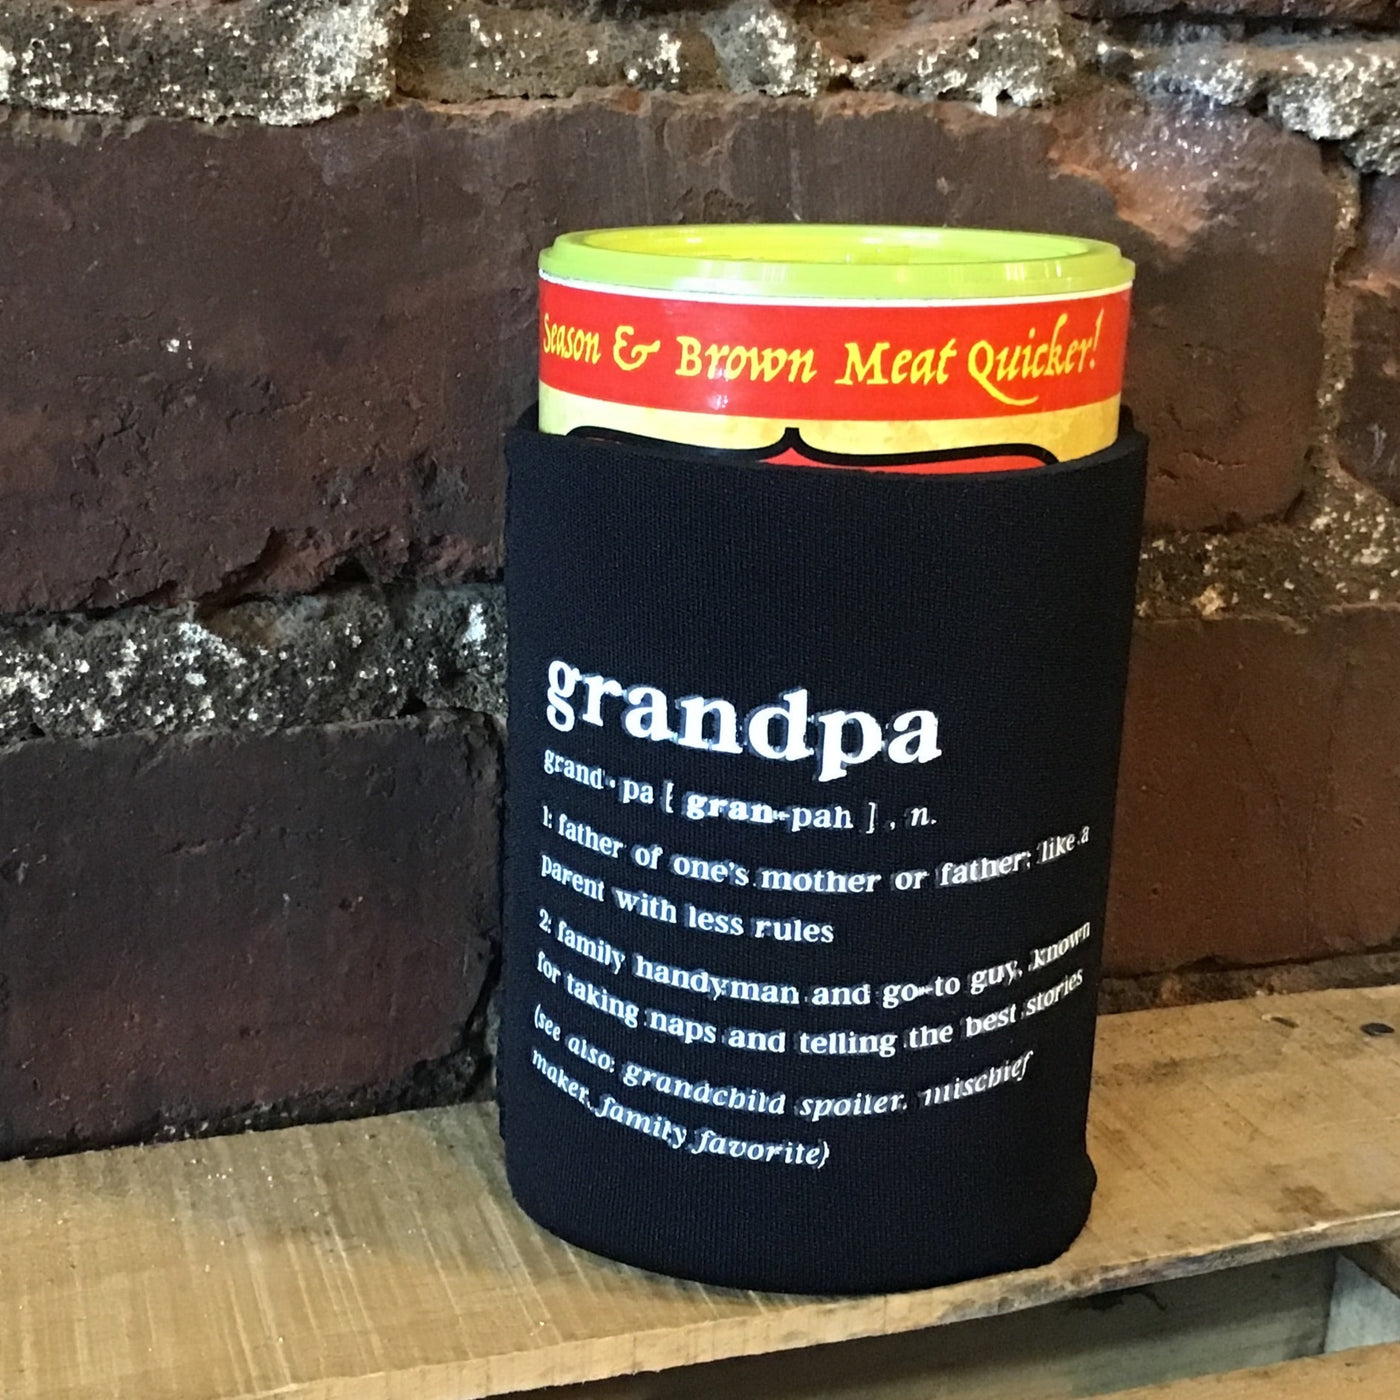 Season & Brown Meat Quicker!
grandpa
grand · pa [ gran-pah ] , n.
1: father of one's mother or father; like a
parent with less rules
2: family handyman and go-to guy, known
for taking naps and telling the best stories
(see also: grandchild spoiler, mischief
maker, family favorite)